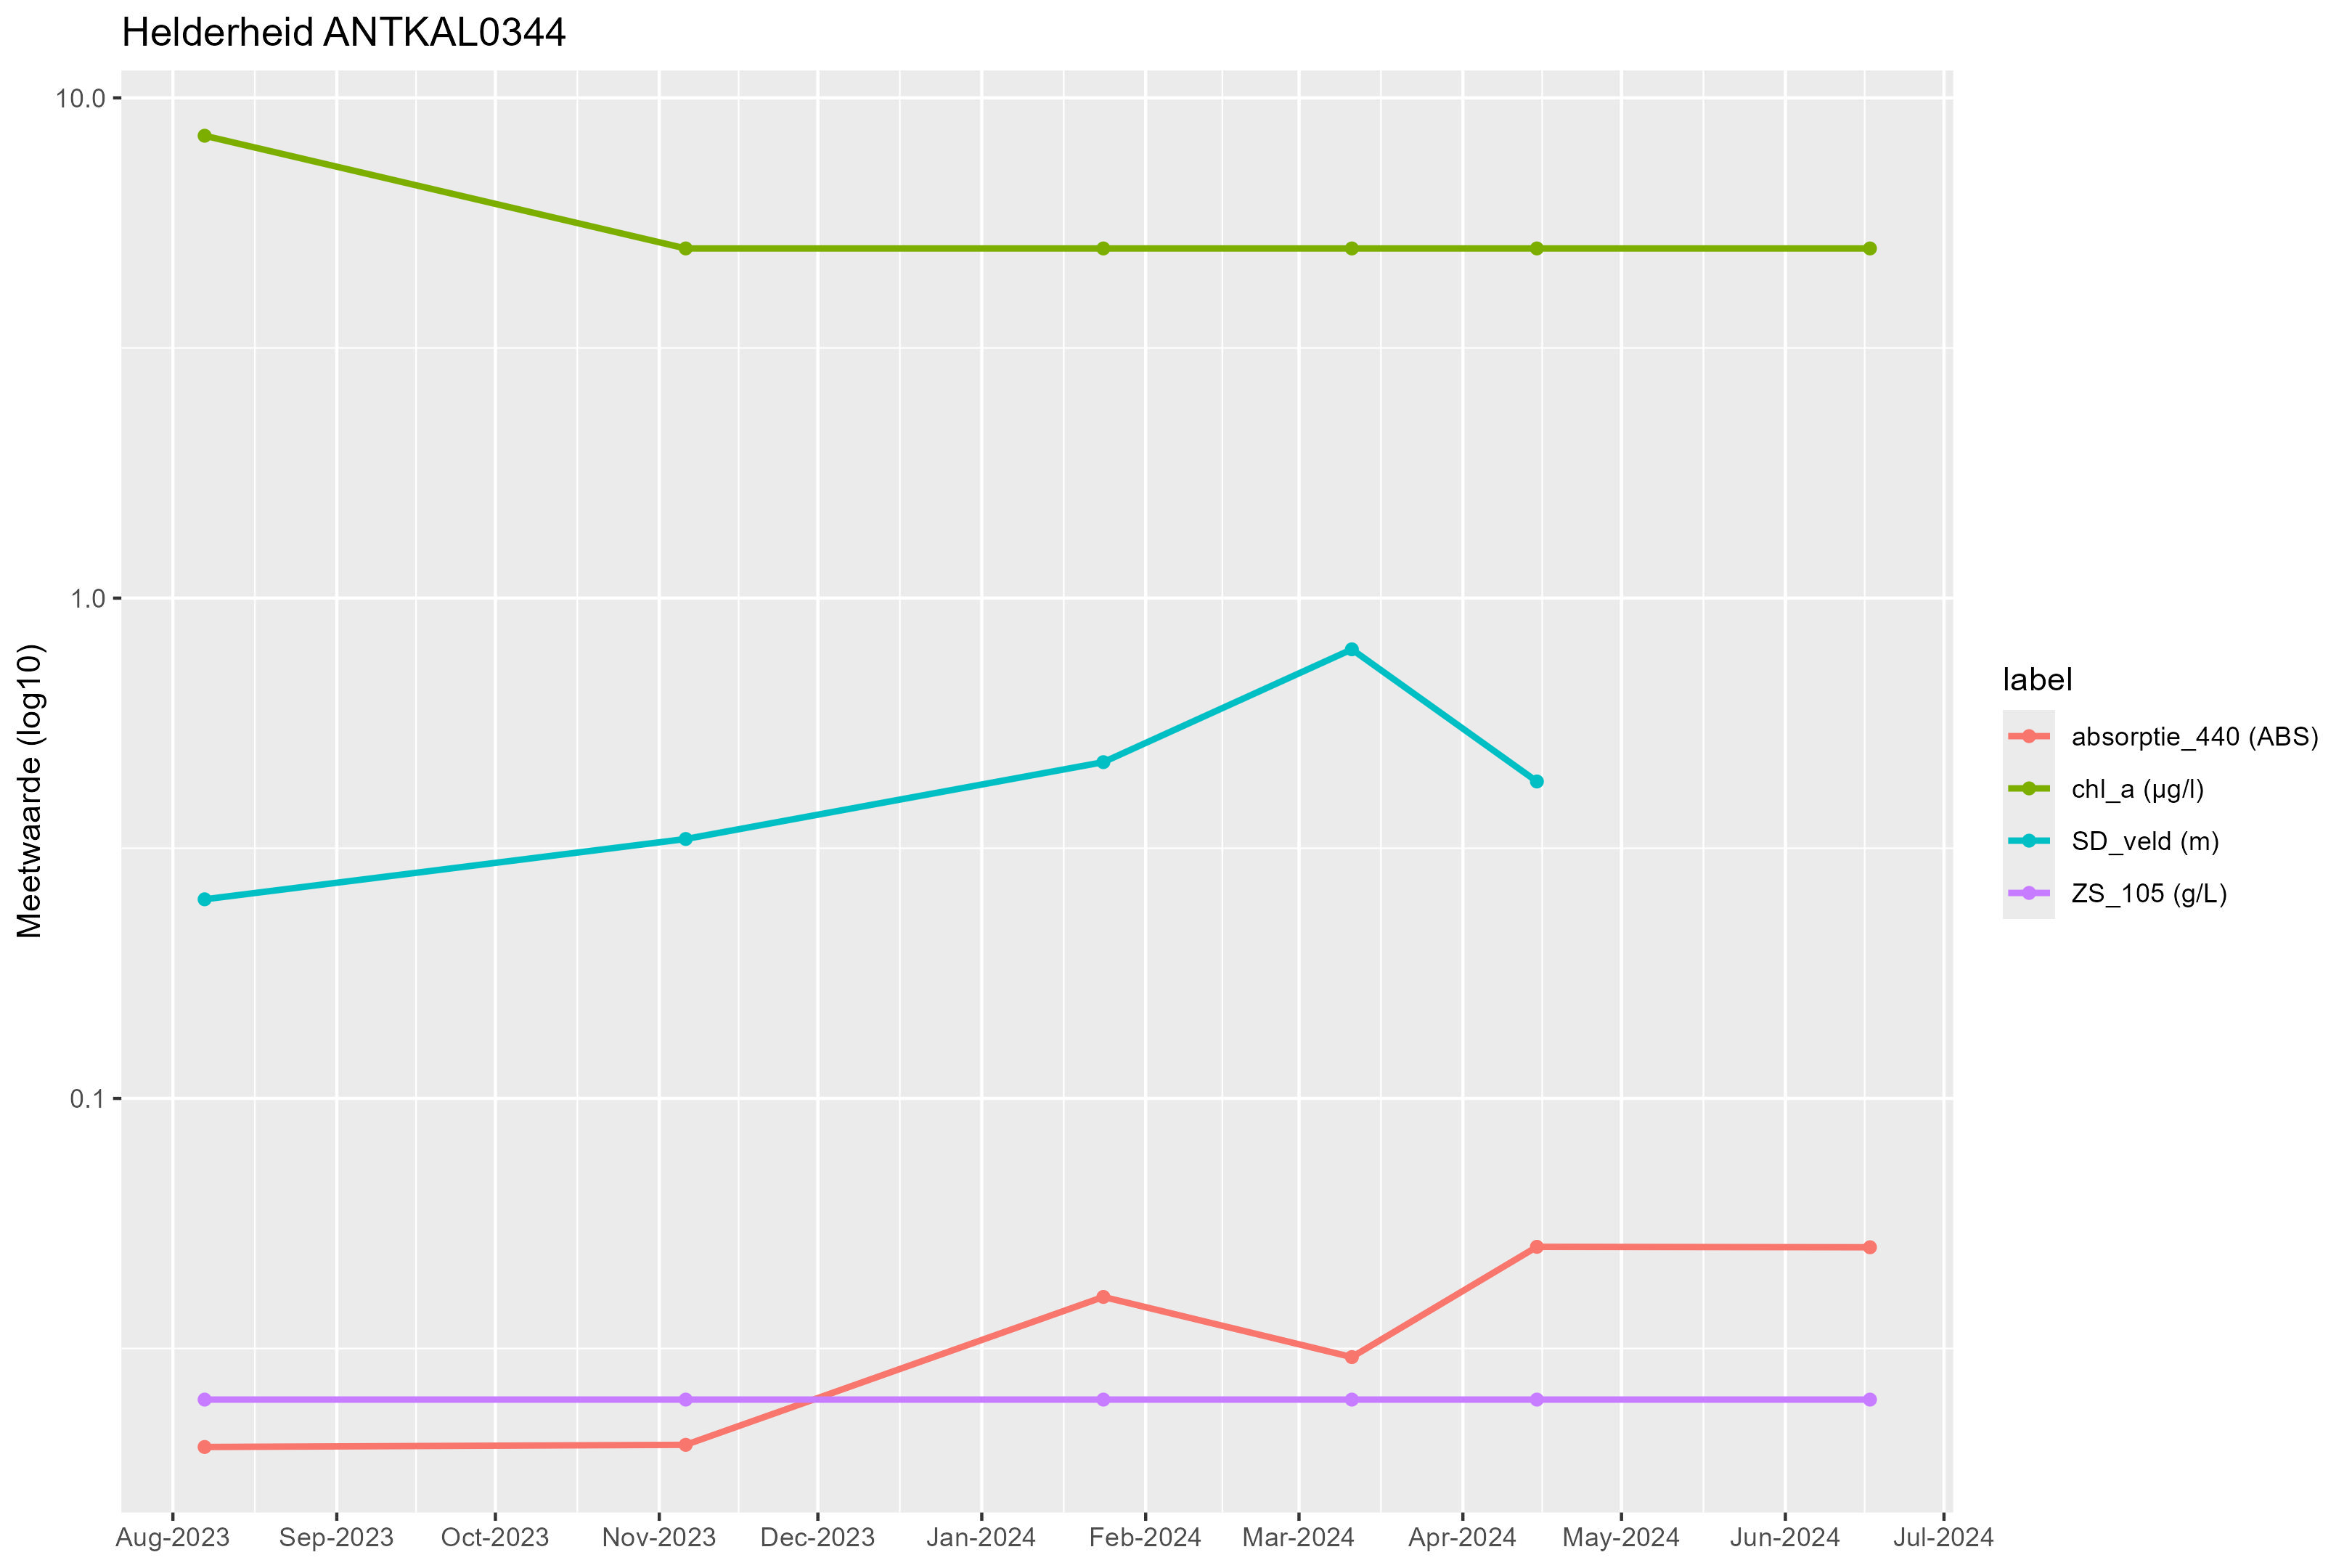 Helderheid ANTKAL0344
Meetwaarde (log10)
10.0
1.0
0.1
Aug-2023 Sep-2023 Oct-2023 Nov-2023 Dec-2023 Jan-2024 Feb-2024 Mar-2024 Apr-2024 May-2024 Jun-2024 Jul-2024
label
absorptie_440 (ABS)
chl_a (µg/l)
SD_veld (m)
ZS_105 (g/L)